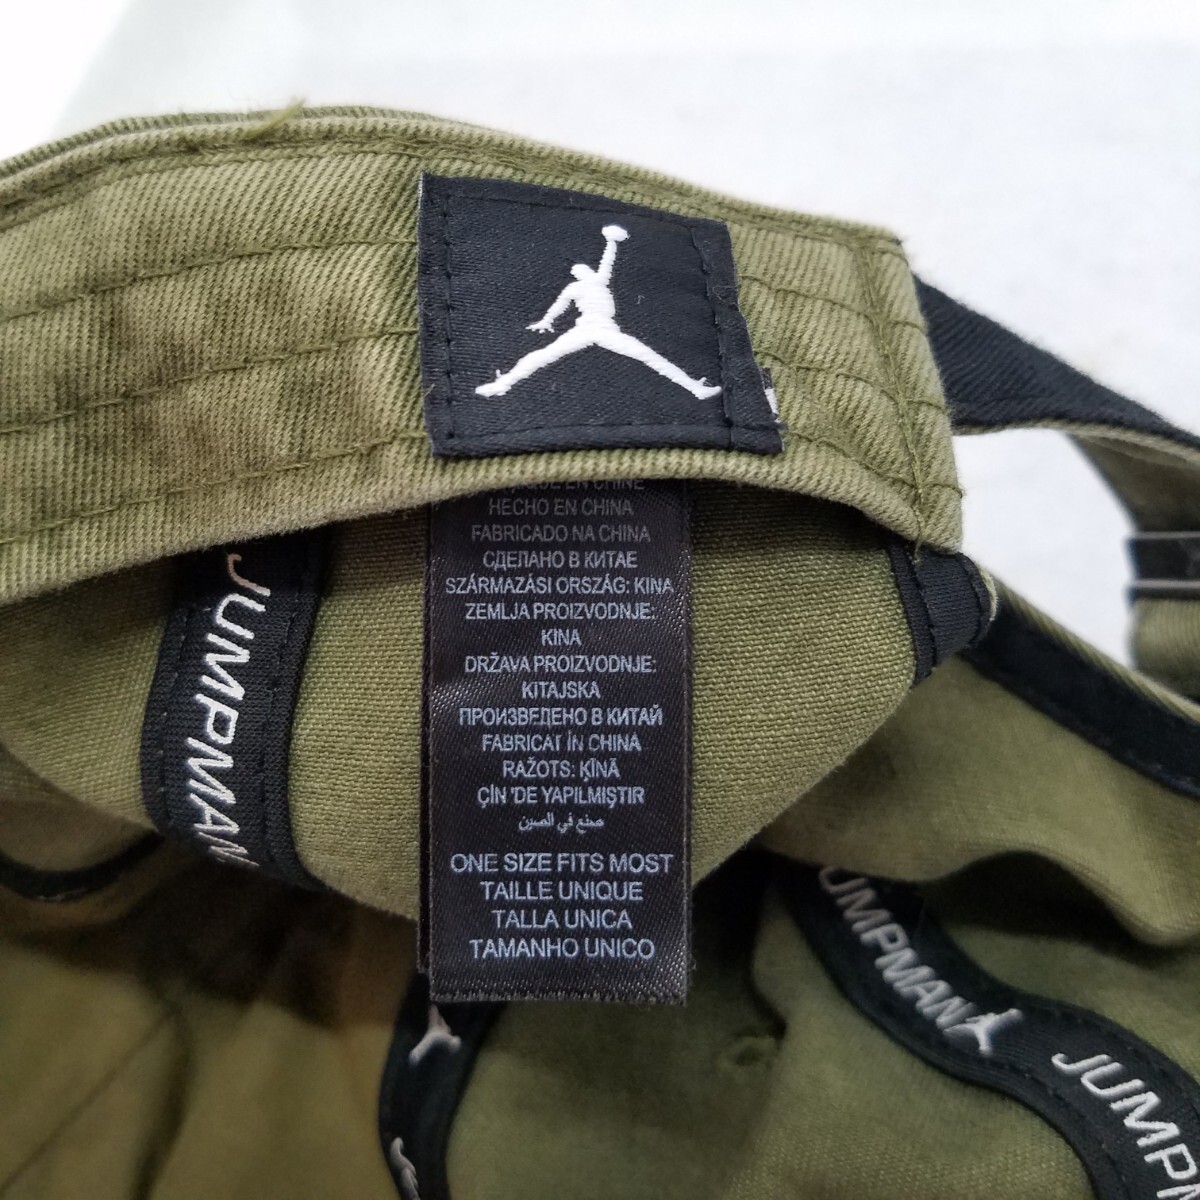 HECHO EN CHINA
FABRICADO NA CHINA
СДЕЛАНО В КИТАЕ
SZÁRMAZÁSI ORSZÁG: KINA
ZEMLJA PROIZVODNJE:
KINA
DRŽAVA PROIZVODNJE:
KITAJSKA
ПРОИЗВЕДЕНО В КИТАЙ
FABRICAT ÎN CHINA
RAŽOTS: ĶĪNĀ
ÇİN 'DE YAPILMIŞTIR
صنع في الصين
ONE SIZE FITS MOST
TAILLE UNIQUE
TALLA UNICA
TAMANHO UNICO
JUMPMAN
JUMPMAN
JUMPMAN